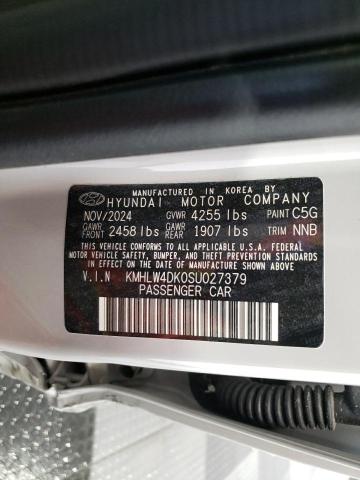 MANUFACTURED IN KOREA BY
HYUNDAI MOTOR COMPANY
NOV/2024 GVWR 4255 lbs PAINT C5G
GAWR FRONT 2458 lbs GAWR REAR 1907 lbs TRIM NNB
THIS VEHICLE CONFORMS TO ALL APPLICABLE U.S.A. FEDERAL
MOTOR VEHICLE SAFETY, BUMPER, AND THEFT PREVENTION
STANDARDS IN EFFECT ON THE DATE OF MANUFACTURE SHOWN ABOVE.
V.I.N KMHLW4DK0SU027379
PASSENGER CAR